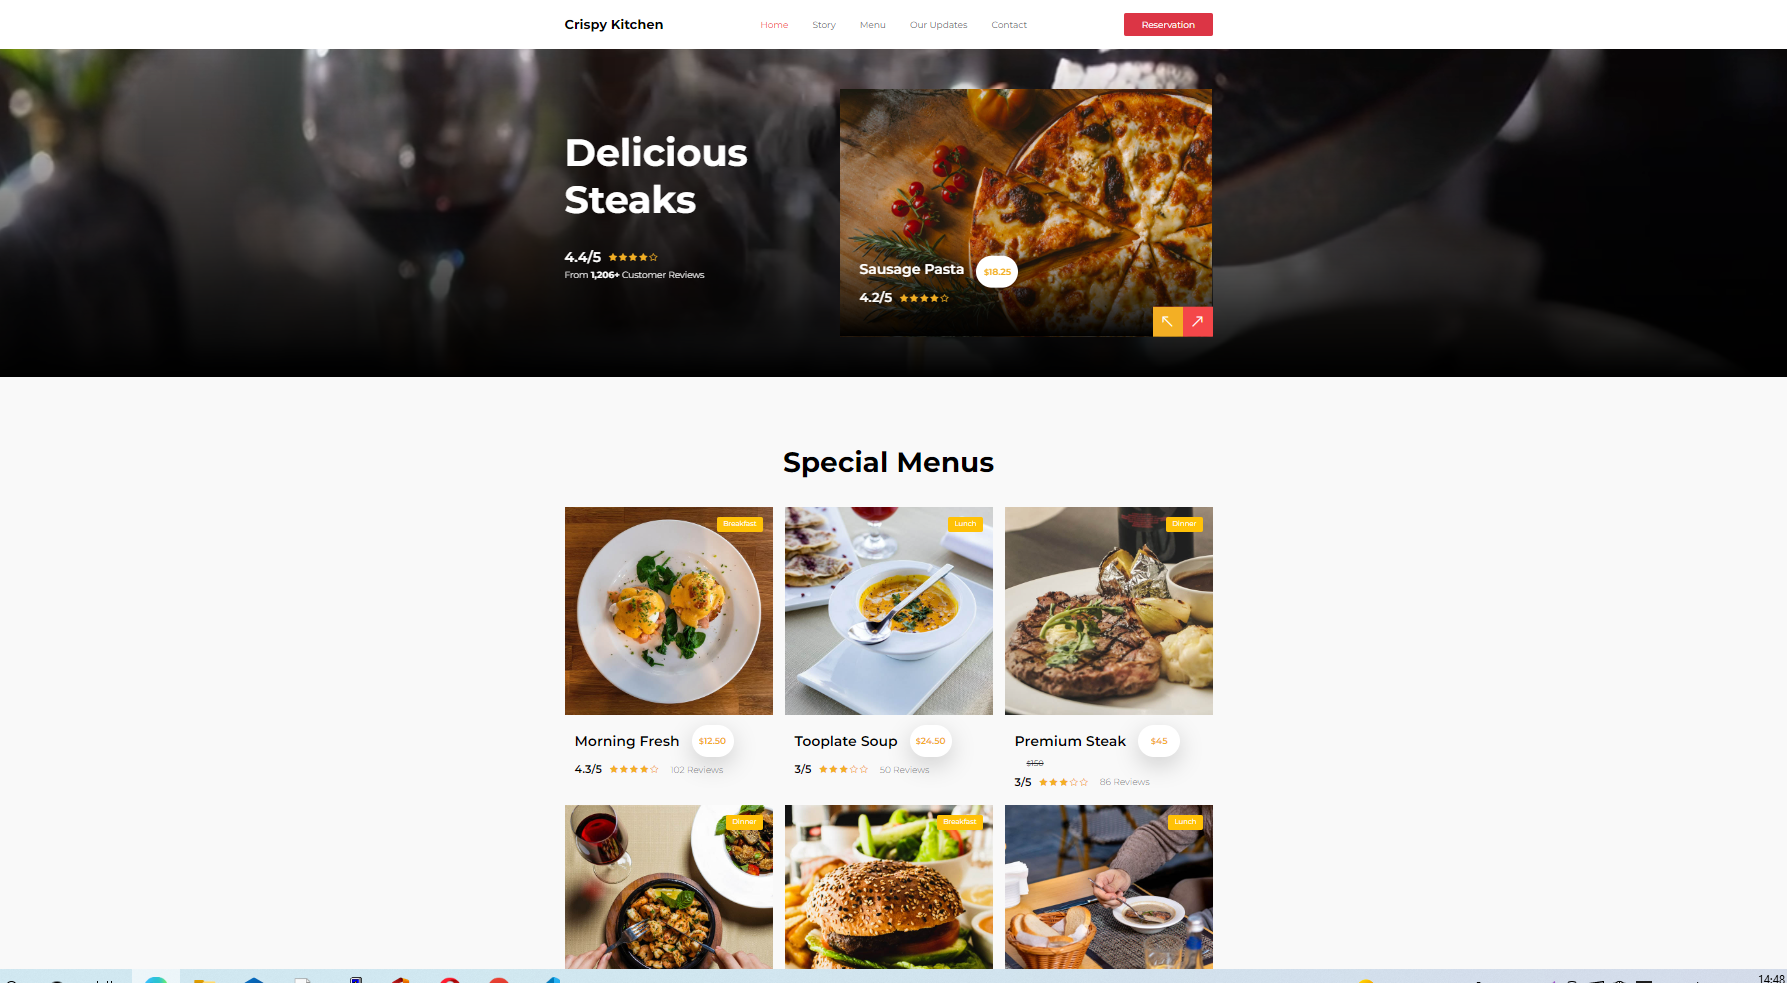 Crispy Kitchen
Home
Story
Menu
Our Updates
Contact
Reservation
Delicious
Steaks
4.4/5
From 1,206+ Customer Reviews
Sausage Pasta
$18.25
4.2/5
Special Menus
Breakfast
Lunch
Dinner
Morning Fresh
$12.50
4.3/5
102 Reviews
Tooplate Soup
$24.50
3/5
50 Reviews
Premium Steak
$45
$150
3/5
86 Reviews
Dinner
Breakfast
Lunch
14:48